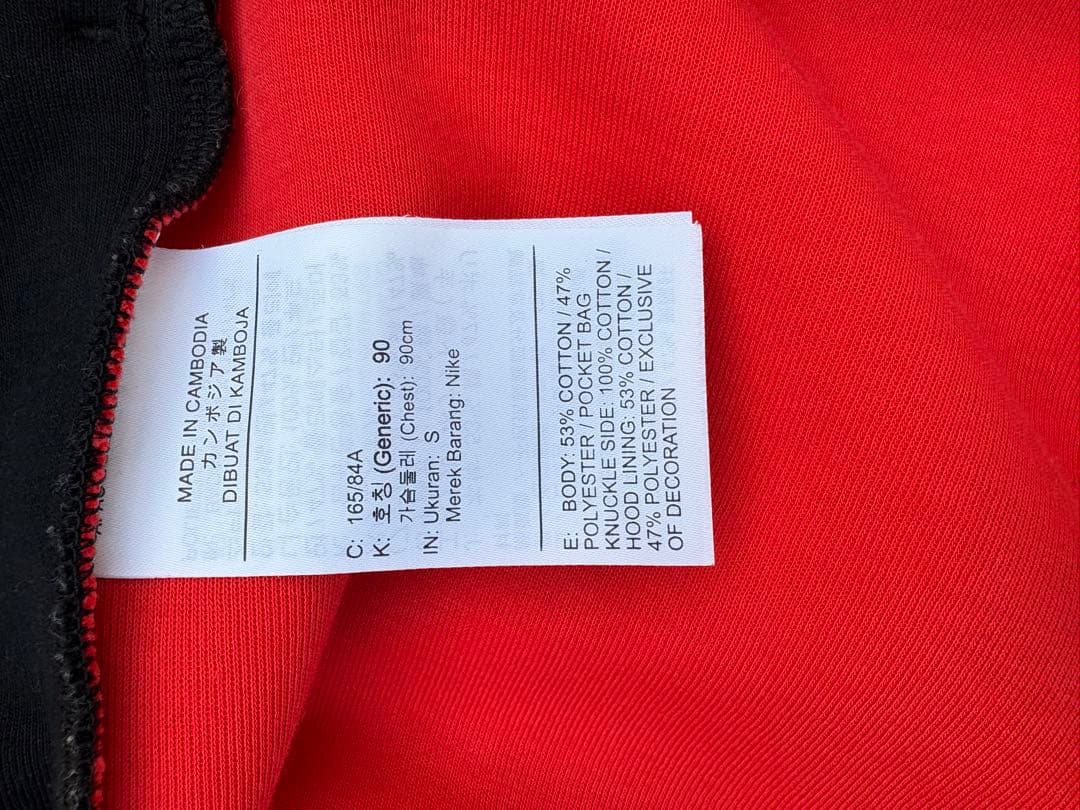 MADE IN CAMBODIA
カンボジア製
DIBUAT DI KAMBOJA
C: 165/84A
K: 호칭 (Generic): 90
가슴둘레 (Chest): 90cm
IN: Ukuran: S
Merek Barang: Nike
E: BODY: 53% COTTON / 47%
POLYESTER / POCKET BAG
KNUCKLE SIDE: 100% COTTON /
HOOD LINING: 53% COTTON /
47% POLYESTER / EXCLUSIVE
OF DECORATION